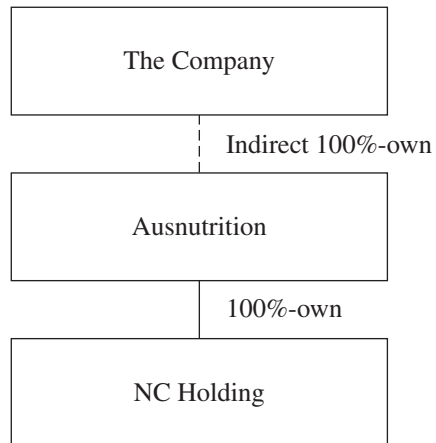 The Company
Indirect 100%-own
Ausnutrition
100%-own
NC Holding